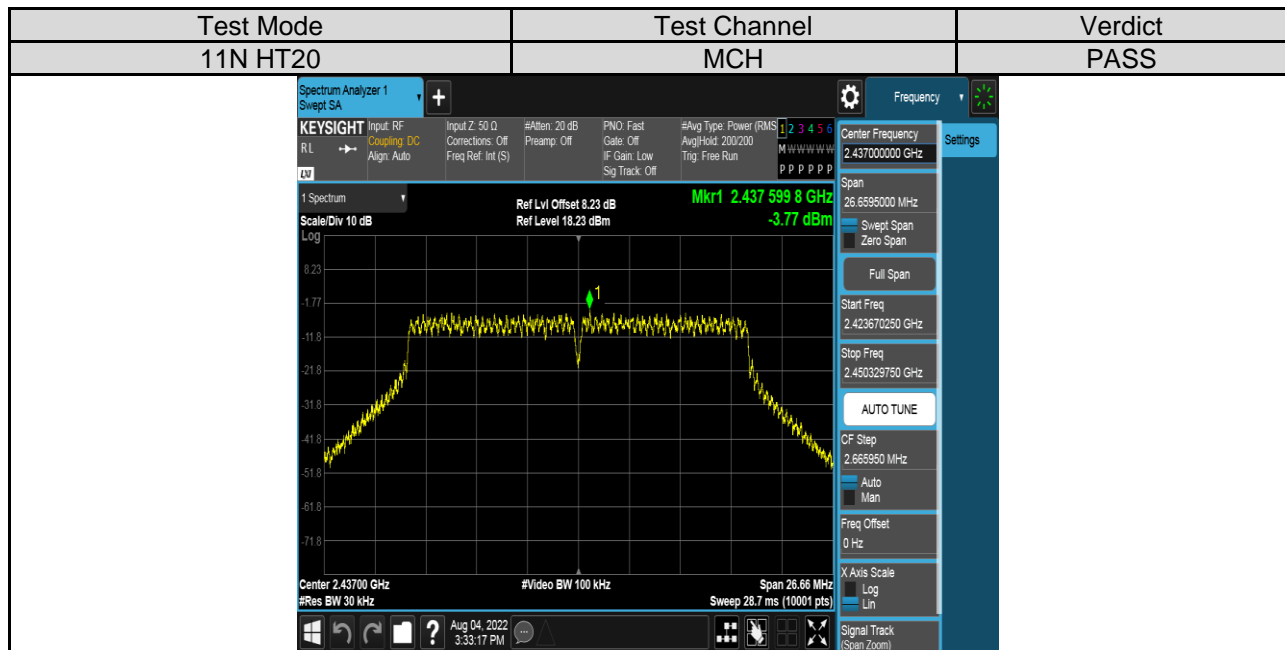 Test Mode Test Channel Verdict
11N HT20 MCH PASS
Spectrum Analyzer 1
Swept SA
+
Frequency
KEYSIGHT
RL
LXI
Input: RF
Coupling: DC
Align: Auto
Input Z: 50 Ω
Corrections: Off
Freq Ref: Int (S)
#Atten: 20 dB
Preamp: Off
PNO: Fast
Gate: Off
IF Gain: Low
Sig Track: Off
#Avg Type: Power (RMS
Avg|Hold: 200/200
Trig: Free Run
1 2 3 4 5 6
M W W W W W
P P P P P P
1 Spectrum
Scale/Div 10 dB
Log
Ref Lvl Offset 8.23 dB
Ref Level 18.23 dBm
Mkr1 2.437 599 8 GHz
-3.77 dBm
1
8.23
-1.77
-11.8
-21.8
-31.8
-41.8
-51.8
-61.8
-71.8
Center 2.43700 GHz #Video BW 100 kHz Span 26.66 MHz
#Res BW 30 kHz Sweep 28.7 ms (10001 pts)
Center Frequency
2.437000000 GHz
Settings
Span
26.6595000 MHz
Swept Span
Zero Span
Full Span
Start Freq
2.423670250 GHz
Stop Freq
2.450329750 GHz
AUTO TUNE
CF Step
2.665950 MHz
Auto
Man
Freq Offset
0 Hz
X Axis Scale
Log
Lin
Signal Track
(Span Zoom)
?
Aug 04, 2022
3:33:17 PM